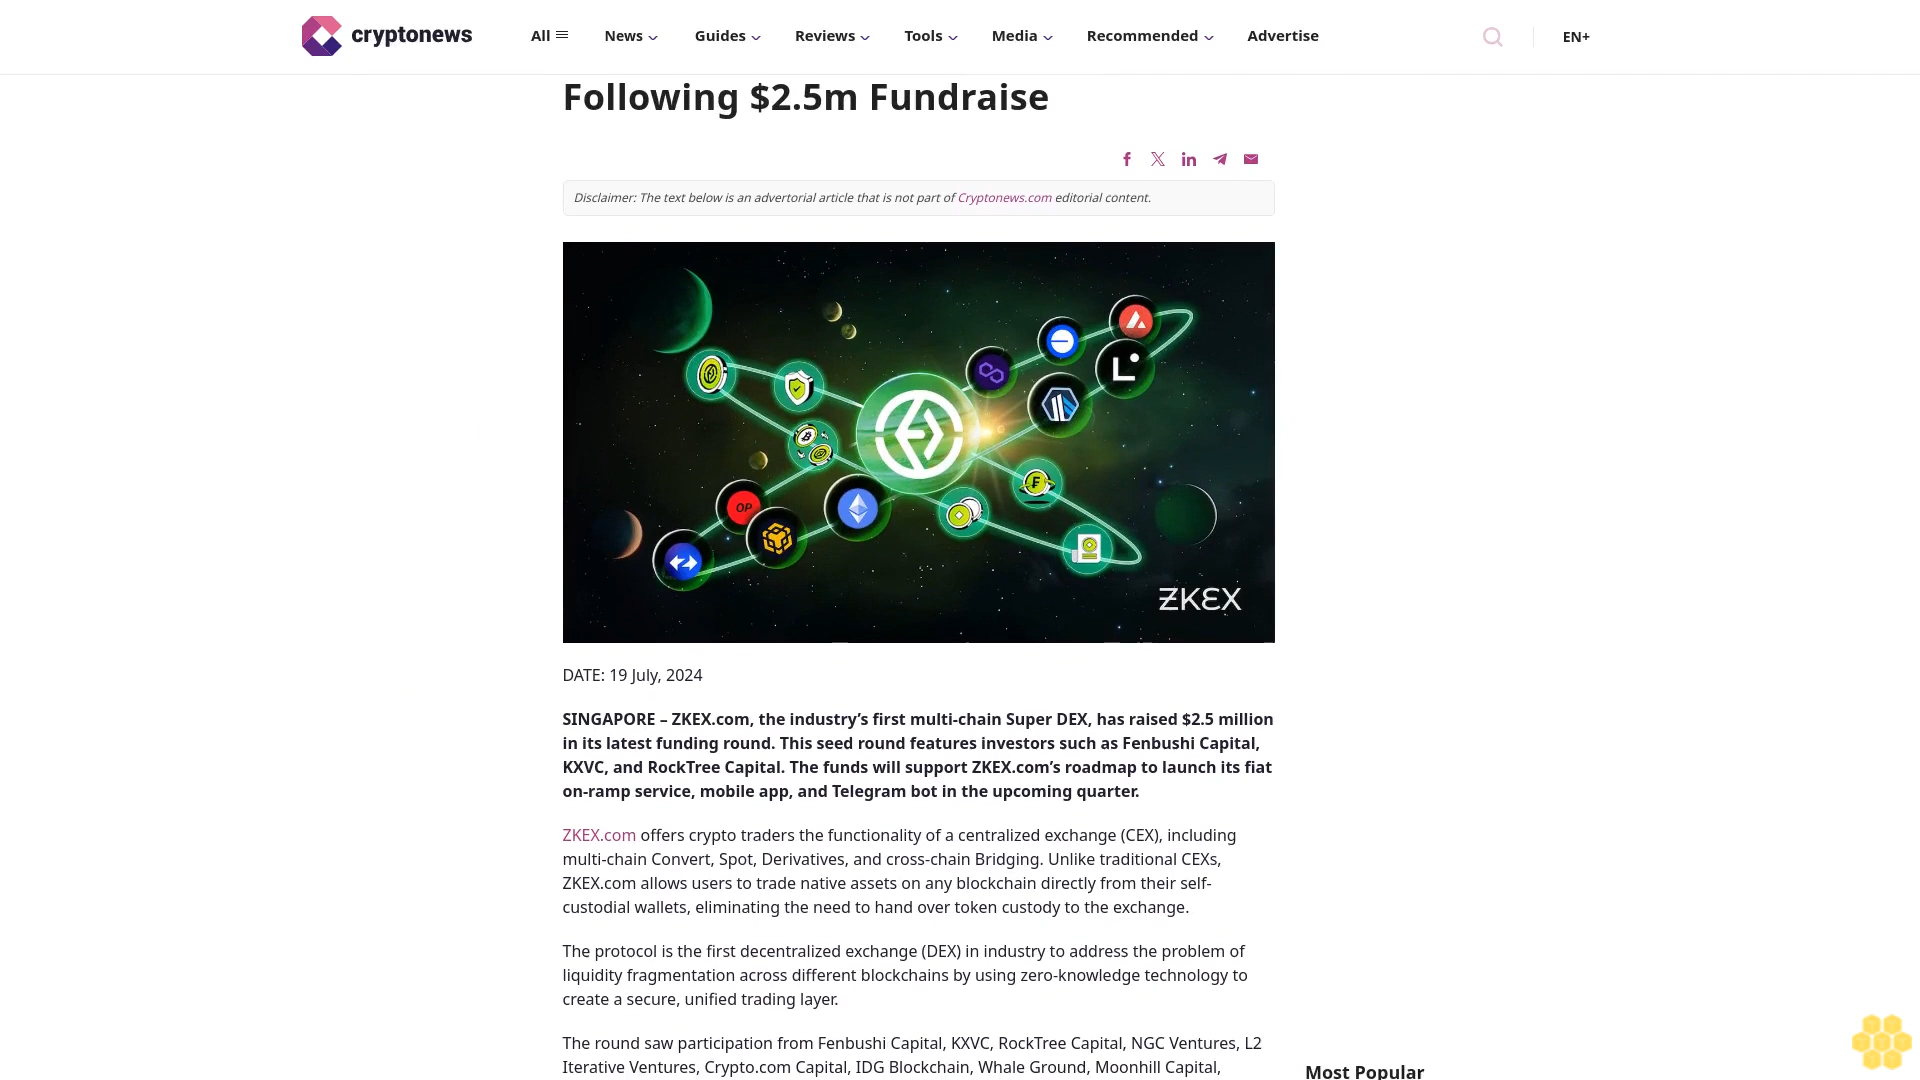 cryptonews
All
News
Guides
Reviews
Tools
Media
Recommended
Advertise
EN+
Following $2.5m Fundraise
Disclaimer: The text below is an advertorial article that is not part of Cryptonews.com editorial content.
OP
ZKEX
DATE: 19 July, 2024
SINGAPORE – ZKEX.com, the industry’s first multi-chain Super DEX, has raised $2.5 million
in its latest funding round. This seed round features investors such as Fenbushi Capital,
KXVC, and RockTree Capital. The funds will support ZKEX.com’s roadmap to launch its fiat
on-ramp service, mobile app, and Telegram bot in the upcoming quarter.
ZKEX.com offers crypto traders the functionality of a centralized exchange (CEX), including
multi-chain Convert, Spot, Derivatives, and cross-chain Bridging. Unlike traditional CEXs,
ZKEX.com allows users to trade native assets on any blockchain directly from their self-
custodial wallets, eliminating the need to hand over token custody to the exchange.
The protocol is the first decentralized exchange (DEX) in industry to address the problem of
liquidity fragmentation across different blockchains by using zero-knowledge technology to
create a secure, unified trading layer.
The round saw participation from Fenbushi Capital, KXVC, RockTree Capital, NGC Ventures, L2
Iterative Ventures, Crypto.com Capital, IDG Blockchain, Whale Ground, Moonhill Capital,
Most Popular